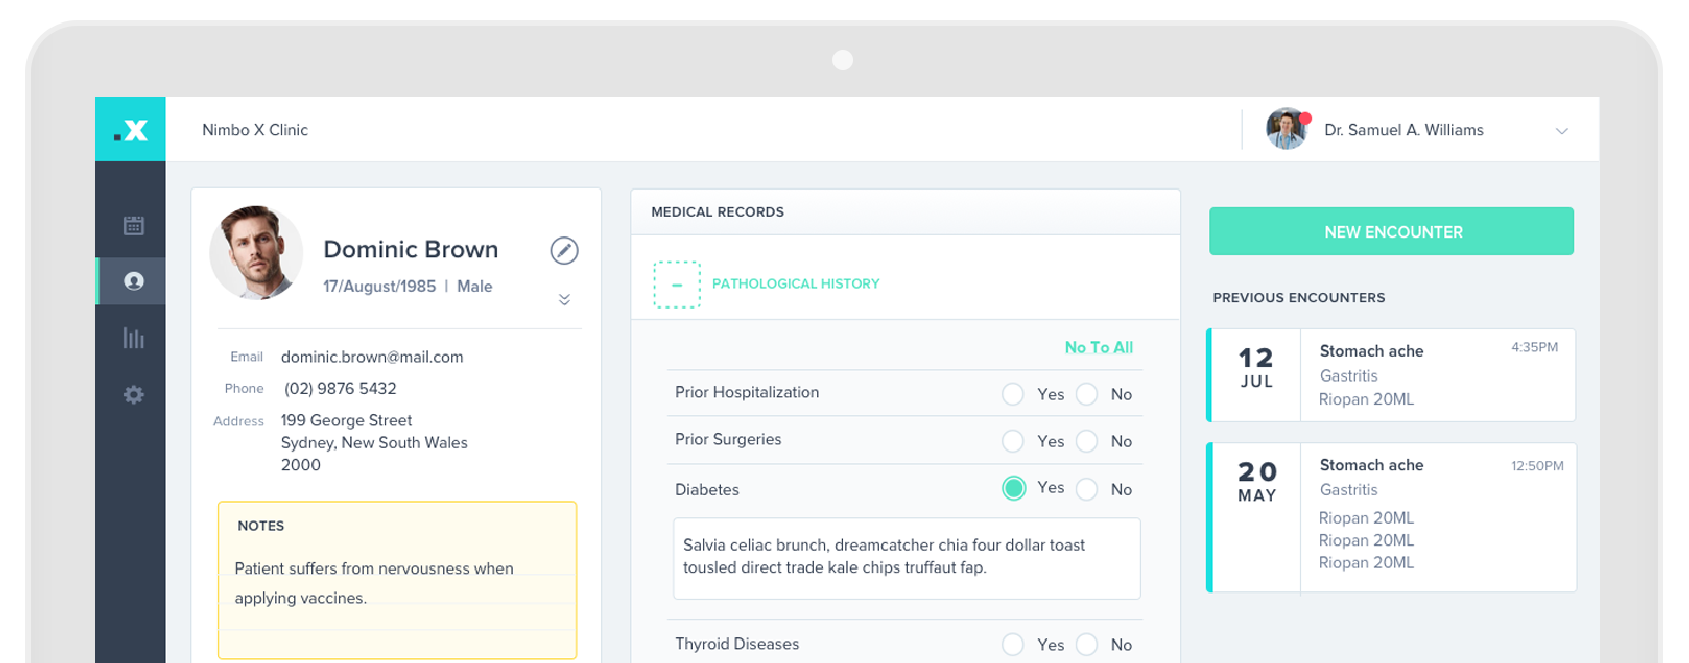 .X
Nimbo X Clinic
Dr. Samuel A. Williams
Dominic Brown
17/August/1985 | Male
Email dominic.brown@mail.com
Phone (02) 9876 5432
Address 199 George Street
Sydney, New South Wales
2000
NOTES
Patient suffers from nervousness when
applying vaccines.
MEDICAL RECORDS
PATHOLOGICAL HISTORY
No To All
Prior Hospitalization Yes No
Prior Surgeries Yes No
Diabetes Yes No
Salvia celiac brunch, dreamcatcher chia four dollar toast
tousled direct trade kale chips truffaut fap.
Thyroid Diseases Yes No
NEW ENCOUNTER
PREVIOUS ENCOUNTERS
12 JUL
Stomach ache 4:35PM
Gastritis
Riopan 20ML
20 MAY
Stomach ache 12:50PM
Gastritis
Riopan 20ML
Riopan 20ML
Riopan 20ML